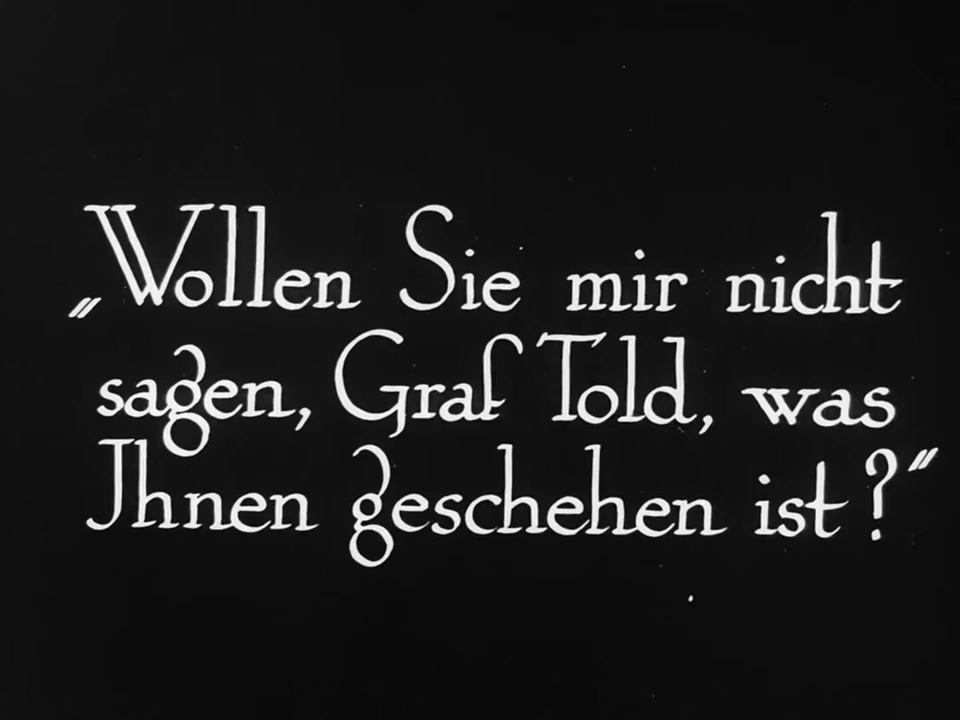 „Wollen Sie mir nicht
sagen, Graf Told, was
Jhnen geschehen ist?“